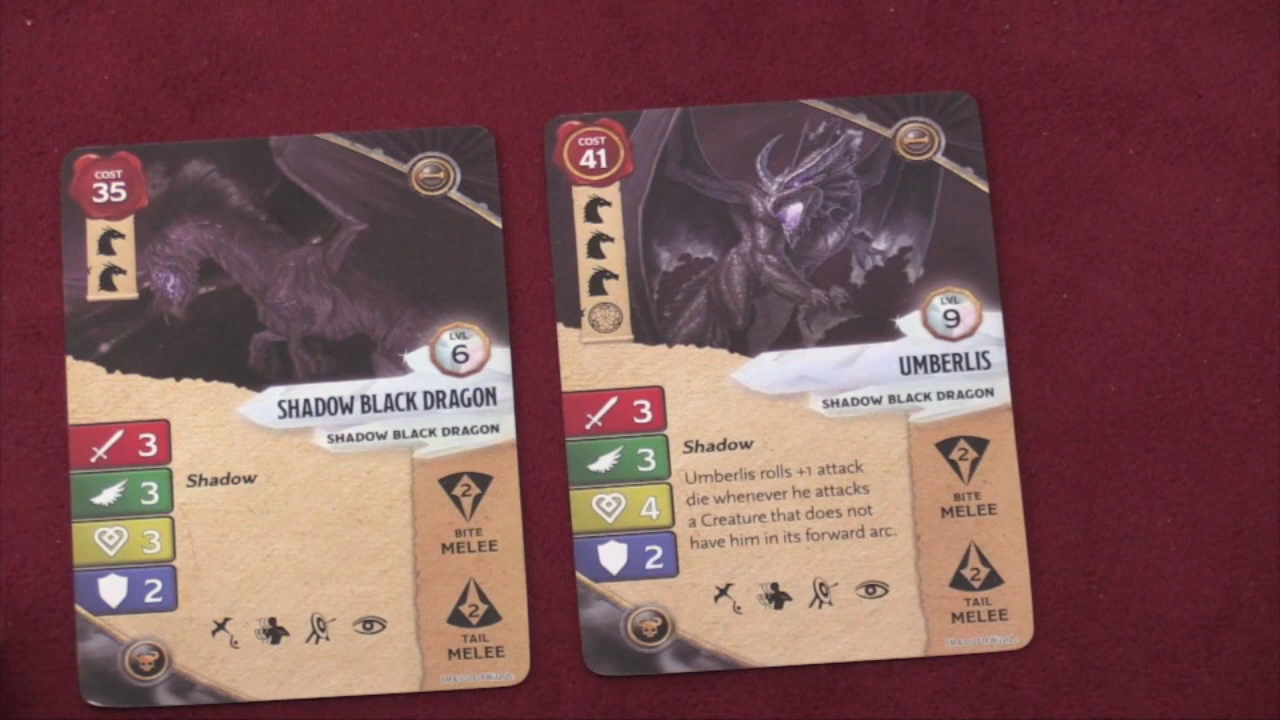 COST
35
LVL
6
SHADOW BLACK DRAGON
SHADOW BLACK DRAGON
3
3
3
2
Shadow
2
BITE
MELEE
2
TAIL
MELEE
COST
41
LVL
9
UMBERLIS
SHADOW BLACK DRAGON
3
3
4
2
Shadow
Umberlis rolls +1 attack
die whenever he attacks
a Creature that does not
have him in its forward arc.
2
BITE
MELEE
2
TAIL
MELEE